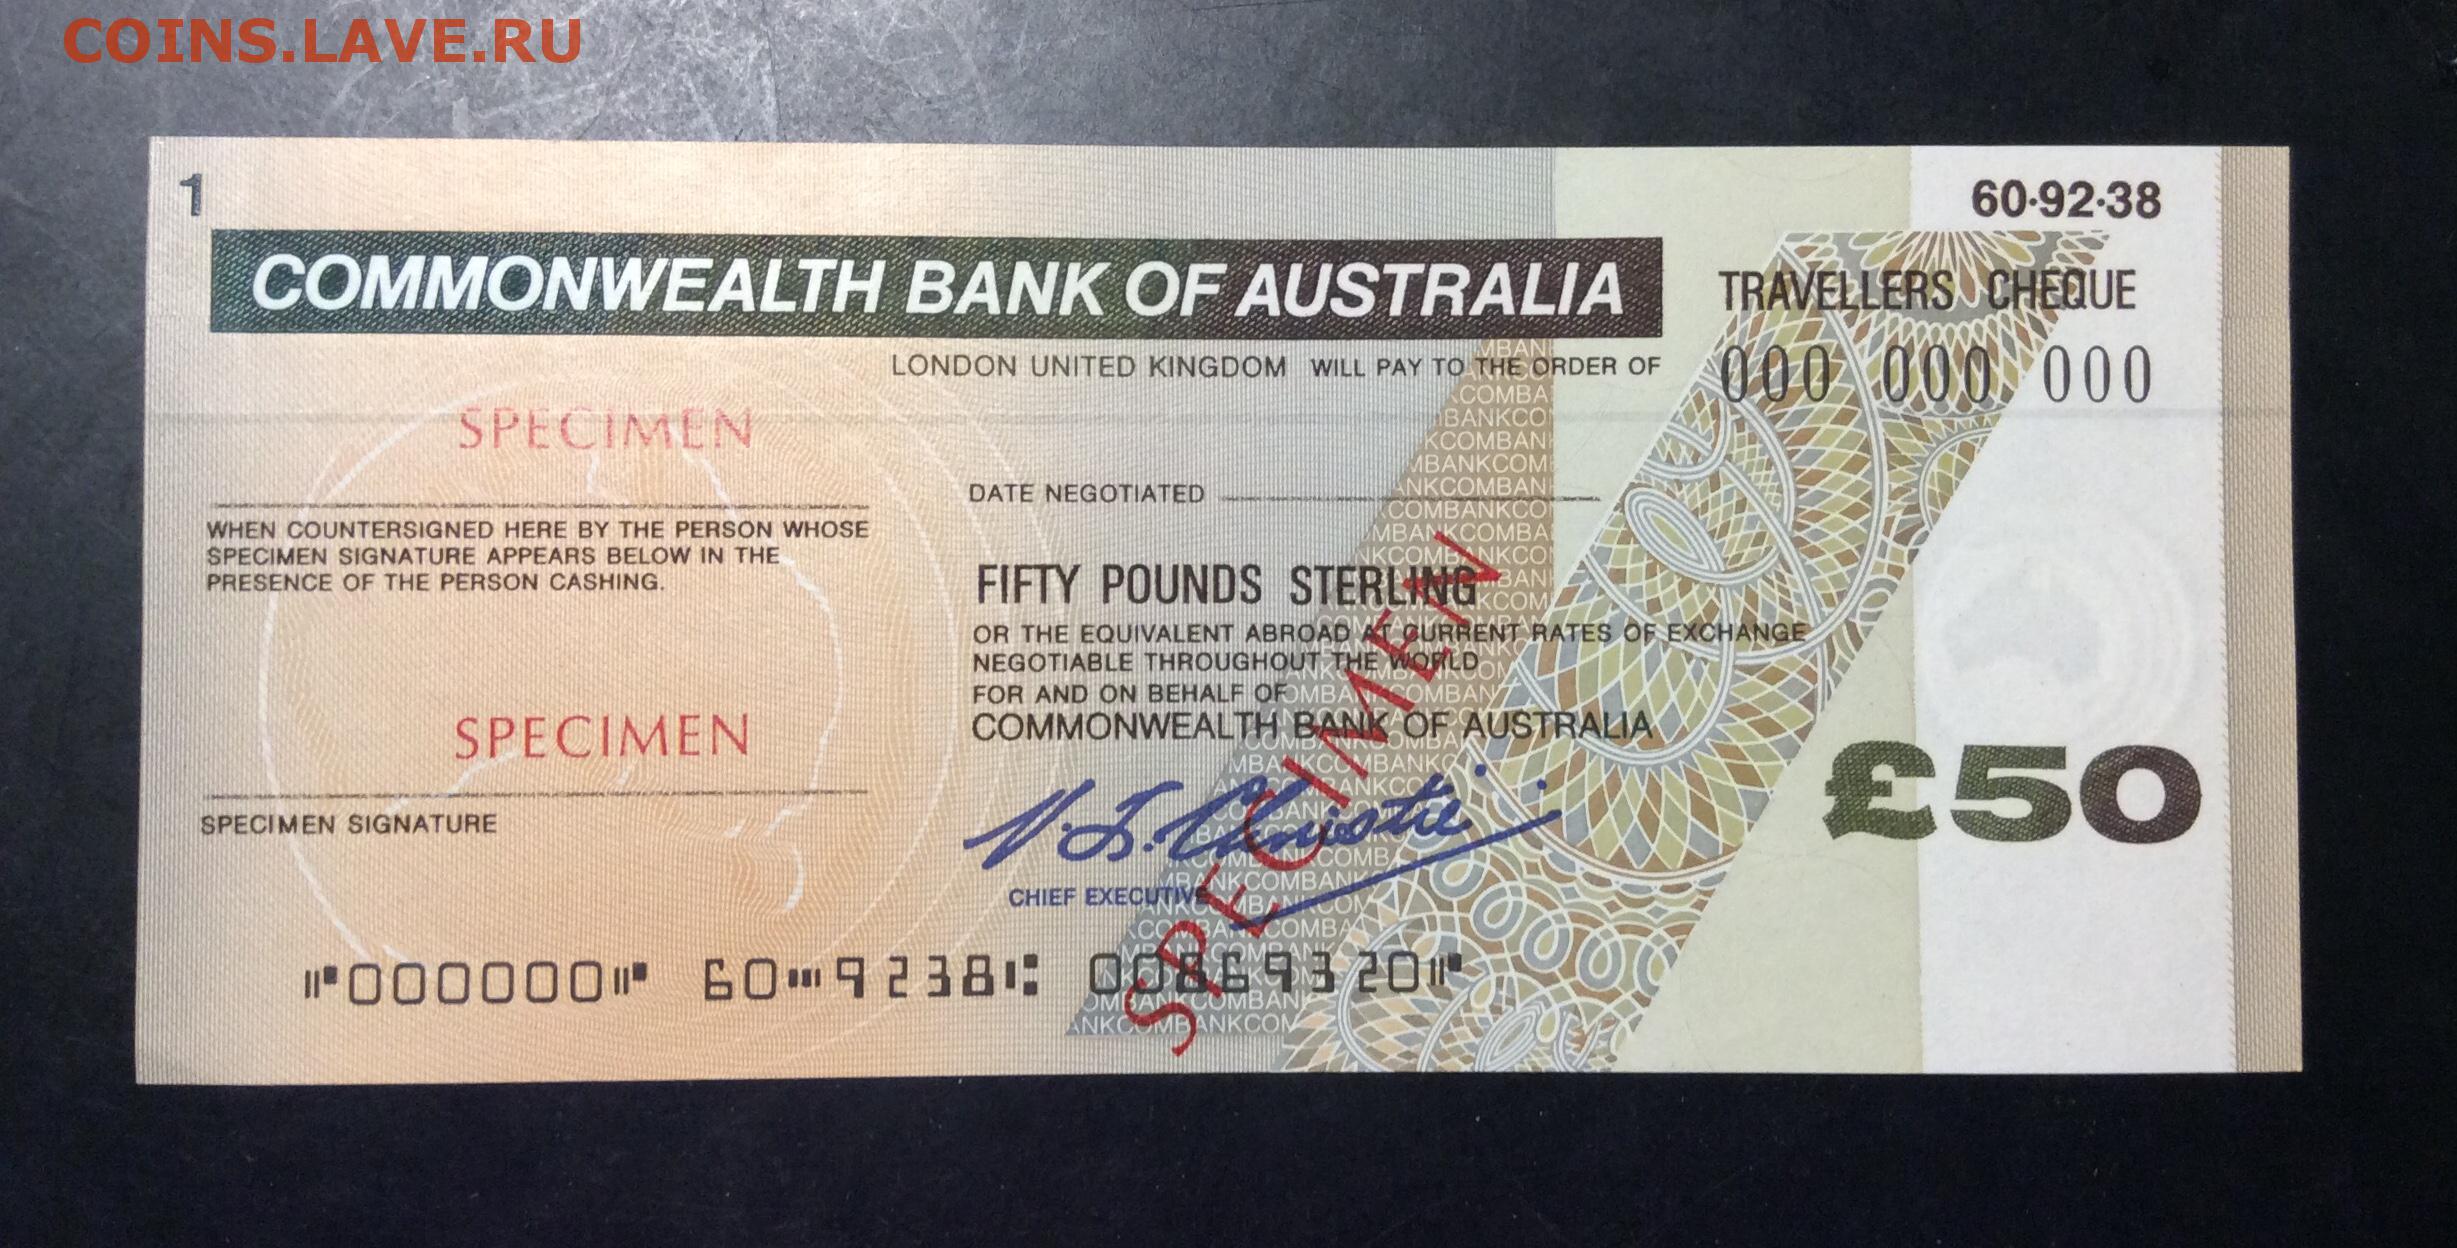 COINS.LAVE.RU
1
60·92·38
COMMONWEALTH BANK OF AUSTRALIA
TRAVELLERS CHEQUE
LONDON UNITED KINGDOM WILL PAY TO THE ORDER OF
000 000 000
SPECIMEN
DATE NEGOTIATED
WHEN COUNTERSIGNED HERE BY THE PERSON WHOSE
SPECIMEN SIGNATURE APPEARS BELOW IN THE
PRESENCE OF THE PERSON CASHING.
FIFTY POUNDS STERLING
OR THE EQUIVALENT ABROAD AT CURRENT RATES OF EXCHANGE
NEGOTIABLE THROUGHOUT THE WORLD
FOR AND ON BEHALF OF
COMMONWEALTH BANK OF AUSTRALIA
SPECIMEN
SPECIMEN
£50
SPECIMEN SIGNATURE
V. T. Christie
CHIEF EXECUTIVE
⑈000000⑈ 60⑉9238⑆ 00869320⑈